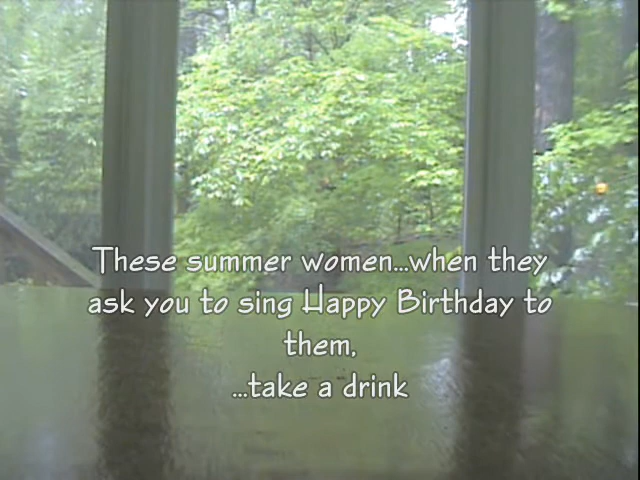 These summer women...when they
ask you to sing Happy Birthday to
them,
...take a drink